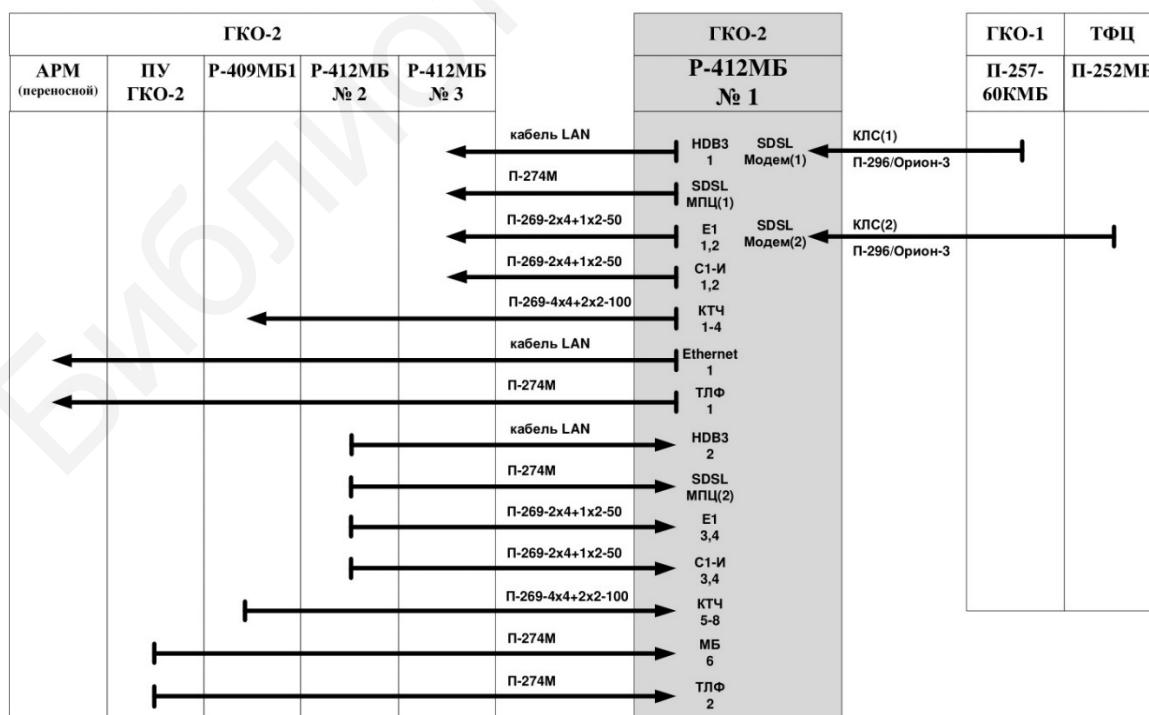 ГКО-2
ГКО-2
ГКО-1
ТФЦ
АРМ
(переносной)
ПУ
ГКО-2
Р-409МБ1
Р-412МБ
№ 2
Р-412МБ
№ 3
Р-412МБ
№ 1
П-257-
60КМБ
П-252МБ
кабель LAN
HDB3
1
SDSL
Модем(1)
КЛС(1)
П-296/Орион-3
П-274М
SDSL
МПЦ(1)
П-269-2х4+1х2-50
Е1
1,2
SDSL
Модем(2)
КЛС(2)
П-296/Орион-3
П-269-2х4+1х2-50
С1-И
1,2
П-269-4х4+2х2-100
КТЧ
1-4
кабель LAN
Ethernet
1
П-274М
ТЛФ
1
кабель LAN
HDB3
2
П-274М
SDSL
МПЦ(2)
П-269-2х4+1х2-50
Е1
3,4
П-269-2х4+1х2-50
С1-И
3,4
П-269-4х4+2х2-100
КТЧ
5-8
П-274М
МБ
6
П-274М
ТЛФ
2
Библиот